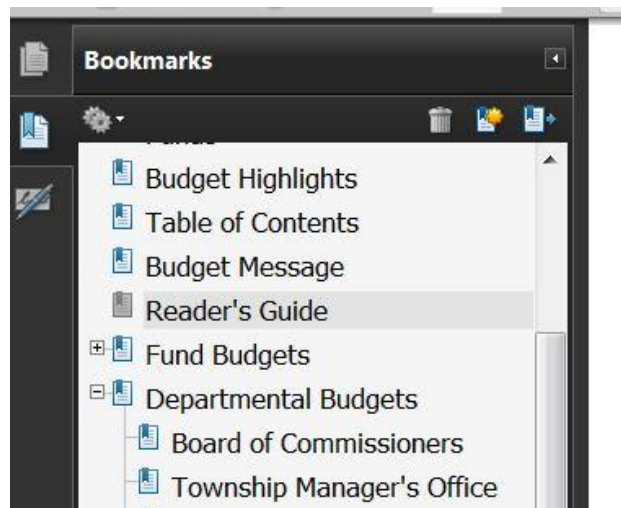 Bookmarks
Budget Highlights
Table of Contents
Budget Message
Reader's Guide
Fund Budgets
Departmental Budgets
Board of Commissioners
Township Manager's Office